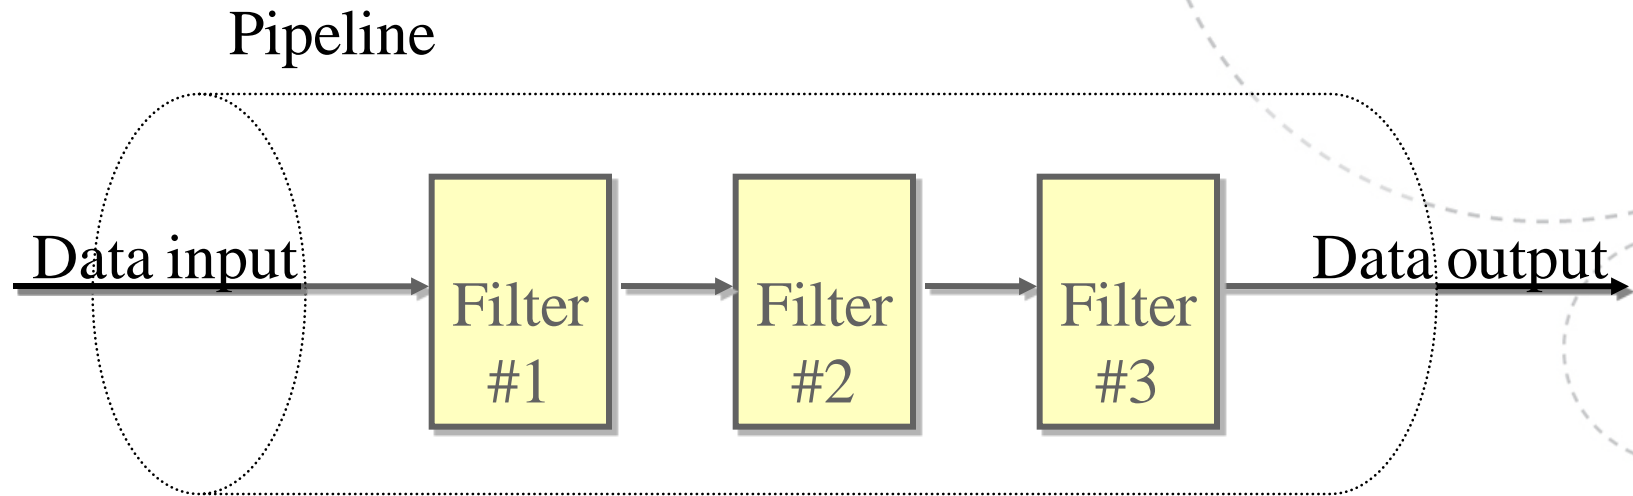 Pipeline
Data input
Data output
Filter
#1
Filter
#2
Filter
#3